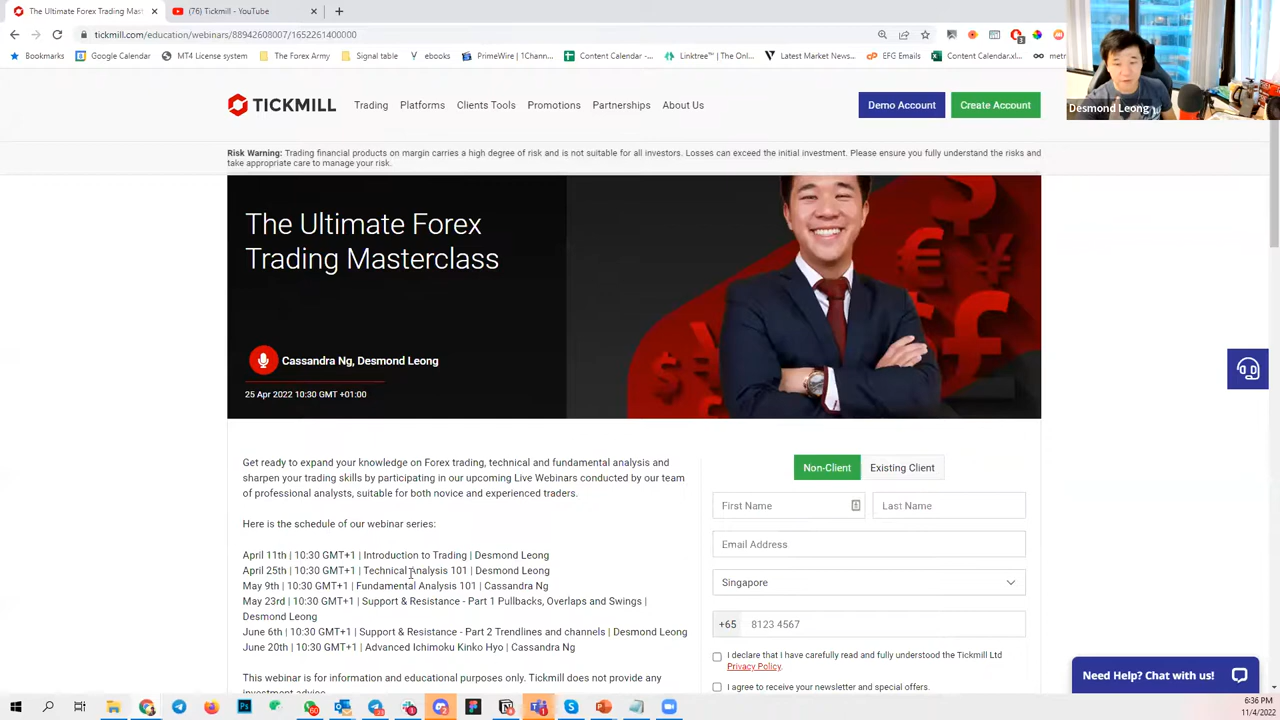 The Ultimate Forex Trading Mast
(76) Tickmill - YouTube
tickmill.com/education/webinars/88942608007/1652261400000
Bookmarks
Google Calendar
MT4 License system
The Forex Army
Signal table
ebooks
PrimeWire | 1Chann...
Content Calendar -...
Linktree™ | The Onl...
Latest Market News...
EFG Events
Content Calendar.xl...
metr
Desmond Leong
TICKMILL
Trading
Platforms
Clients Tools
Promotions
Partnerships
About Us
Demo Account
Create Account
Risk Warning: Trading financial products on margin carries a high degree of risk and is not suitable for all investors. Losses can exceed the initial investment. Please ensure you fully understand the risks and
take appropriate care to manage your risk.
The Ultimate Forex
Trading Masterclass
Cassandra Ng, Desmond Leong
25 Apr 2022 10:30 GMT +01:00
Get ready to expand your knowledge on Forex trading, technical and fundamental analysis and
sharpen your trading skills by participating in our upcoming Live Webinars conducted by our team
of professional analysts, suitable for both novice and experienced traders.
Here is the schedule of our webinar series:
April 11th | 10:30 GMT+1 | Introduction to Trading | Desmond Leong
April 25th | 10:30 GMT+1 | Technical Analysis 101 | Desmond Leong
May 9th | 10:30 GMT+1 | Fundamental Analysis 101 | Cassandra Ng
May 23rd | 10:30 GMT+1 | Support & Resistance - Part 1 Pullbacks, Overlaps and Swings |
Desmond Leong
June 6th | 10:30 GMT+1 | Support & Resistance - Part 2 Trendlines and channels | Desmond Leong
June 20th | 10:30 GMT+1 | Advanced Ichimoku Kinko Hyo | Cassandra Ng
This webinar is for information and educational purposes only. Tickmill does not provide any
investment advice
Non-Client
Existing Client
First Name
Last Name
Email Address
Singapore
+65
8123 4567
I declare that I have carefully read and fully understood the Tickmill Ltd
Privacy Policy.
I agree to receive your newsletter and special offers.
Need Help? Chat with us!
6:36 PM
11/4/2022